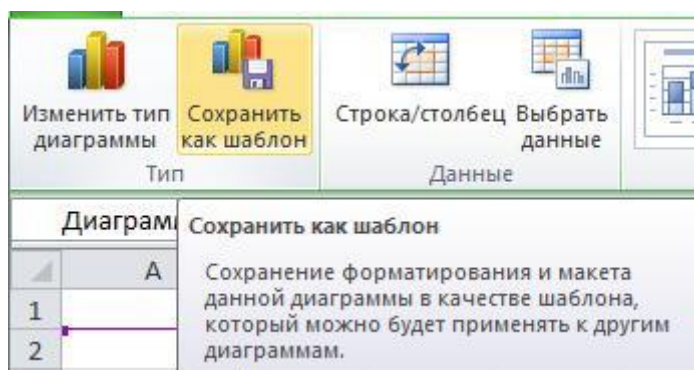 Изменить тип диаграммы
Сохранить как шаблон
Строка/столбец
Выбрать данные
Тип
Данные
Сохранить как шаблон
A
Сохранение форматирования и макета
данной диаграммы в качестве шаблона,
который можно будет применять к другим
диаграммам.
1
2